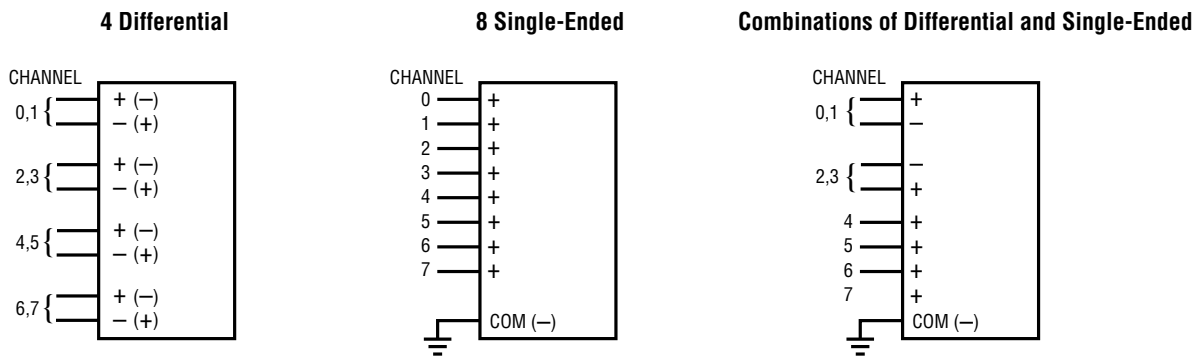 4 Differential
CHANNEL
0,1 { + (–)
– (+)
2,3 { + (–)
– (+)
4,5 { + (–)
– (+)
6,7 { + (–)
– (+)
8 Single-Ended
CHANNEL
0 +
1 +
2 +
3 +
4 +
5 +
6 +
7 +
COM (–)
Combinations of Differential and Single-Ended
CHANNEL
0,1 { +
–
2,3 { –
+
4 +
5 +
6 +
7 +
COM (–)